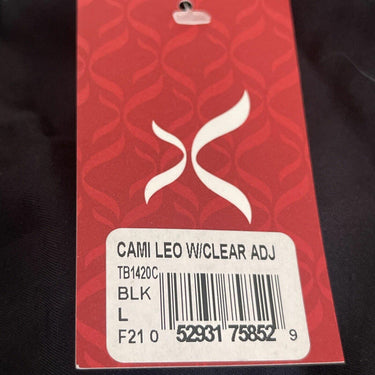 CAMI LEO W/CLEAR ADJ
TB1420C
BLK
L
F21 0 52931 75852 9